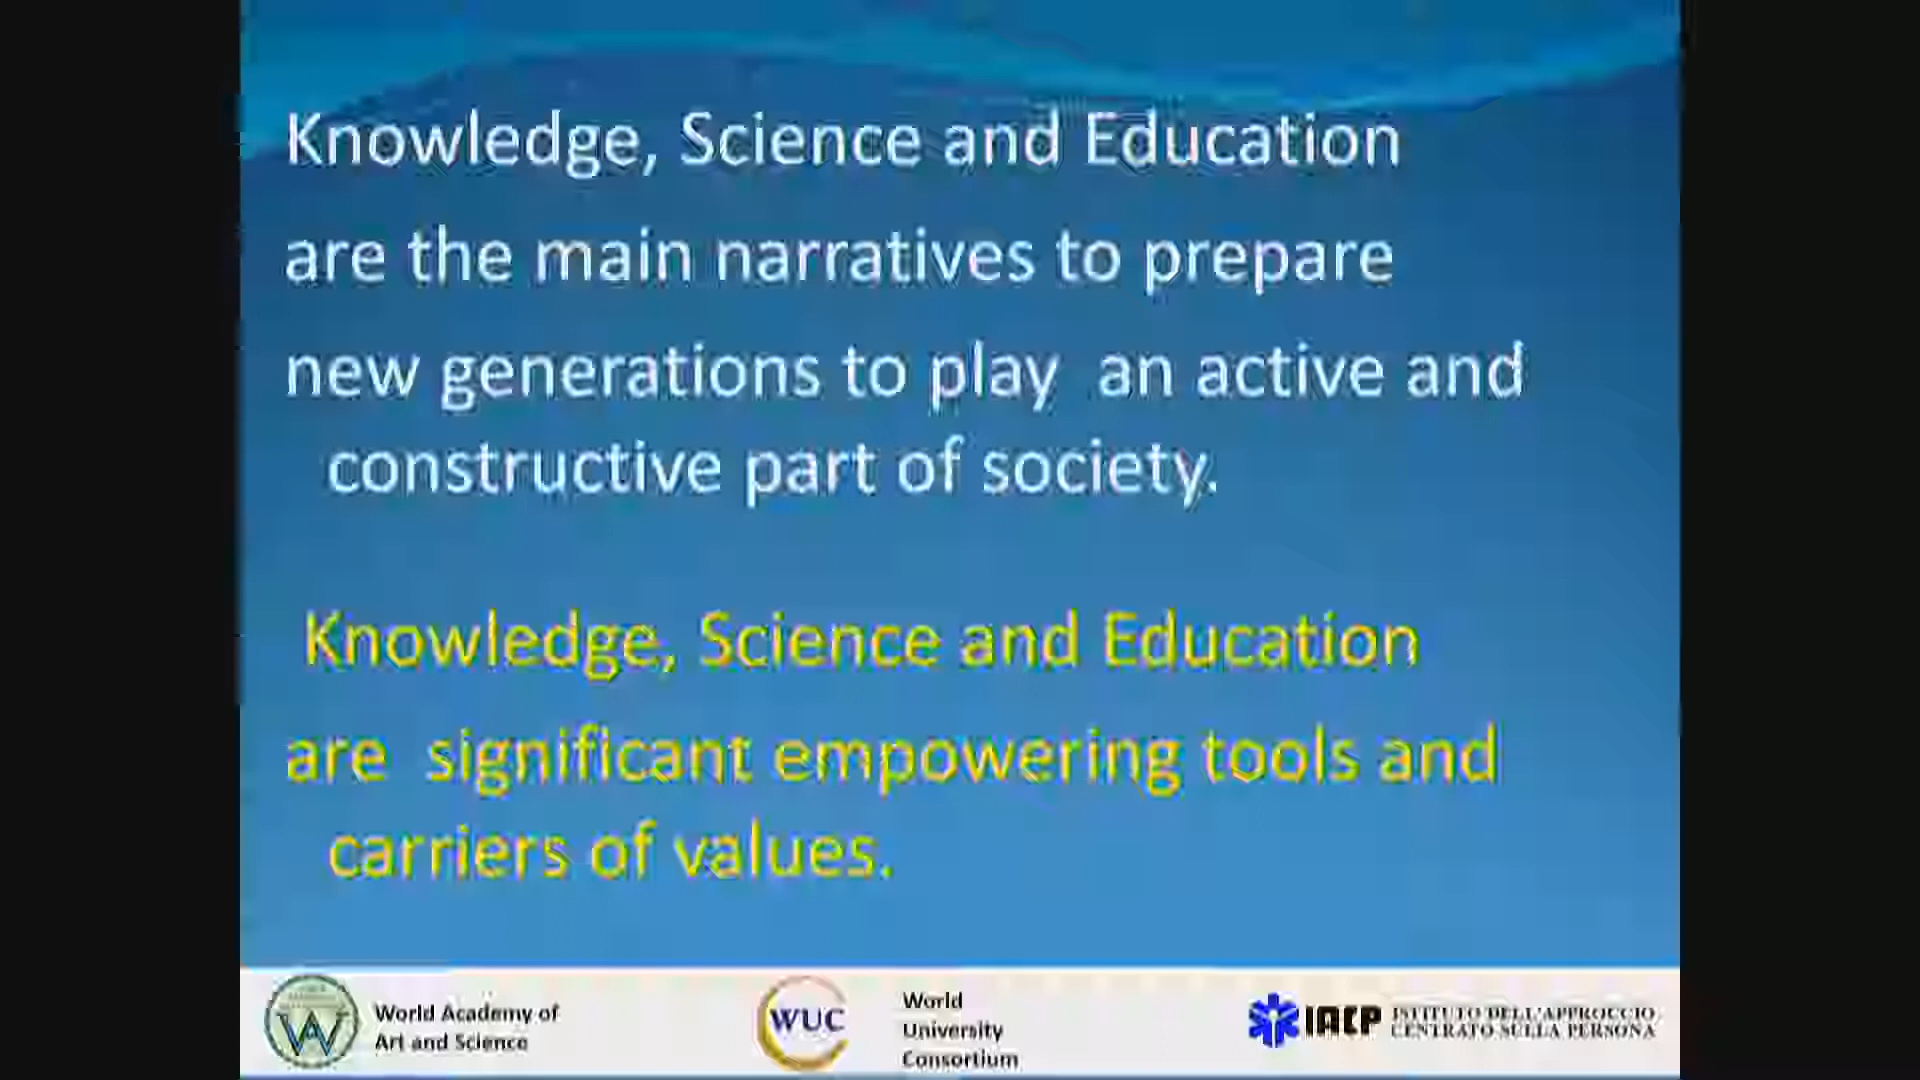 Knowledge, Science and Education
are the main narratives to prepare
new generations to play an active and
constructive part of society.
Knowledge, Science and Education
are significant empowering tools and
carriers of values.
World Academy of
Art and Science
WUC
World
University
Consortium
IACP
ISTITUTO DELL'APPROCCIO
CENTRATO SULLA PERSONA